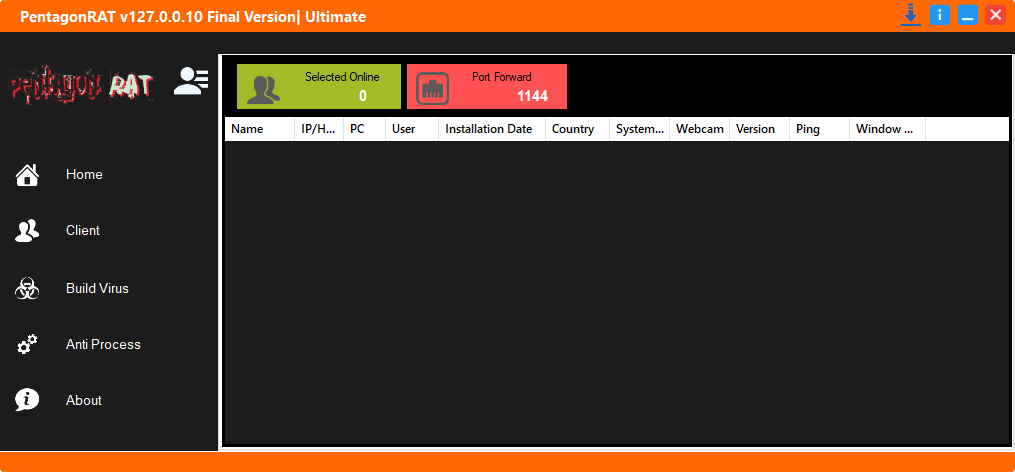 PentagonRAT v127.0.0.10 Final Version| Ultimate
pentagon RAT
Selected Online
0
Port Forward
1144
Name IP/H... PC User Installation Date Country System... Webcam Version Ping Window ...
Home
Client
Build Virus
Anti Process
About